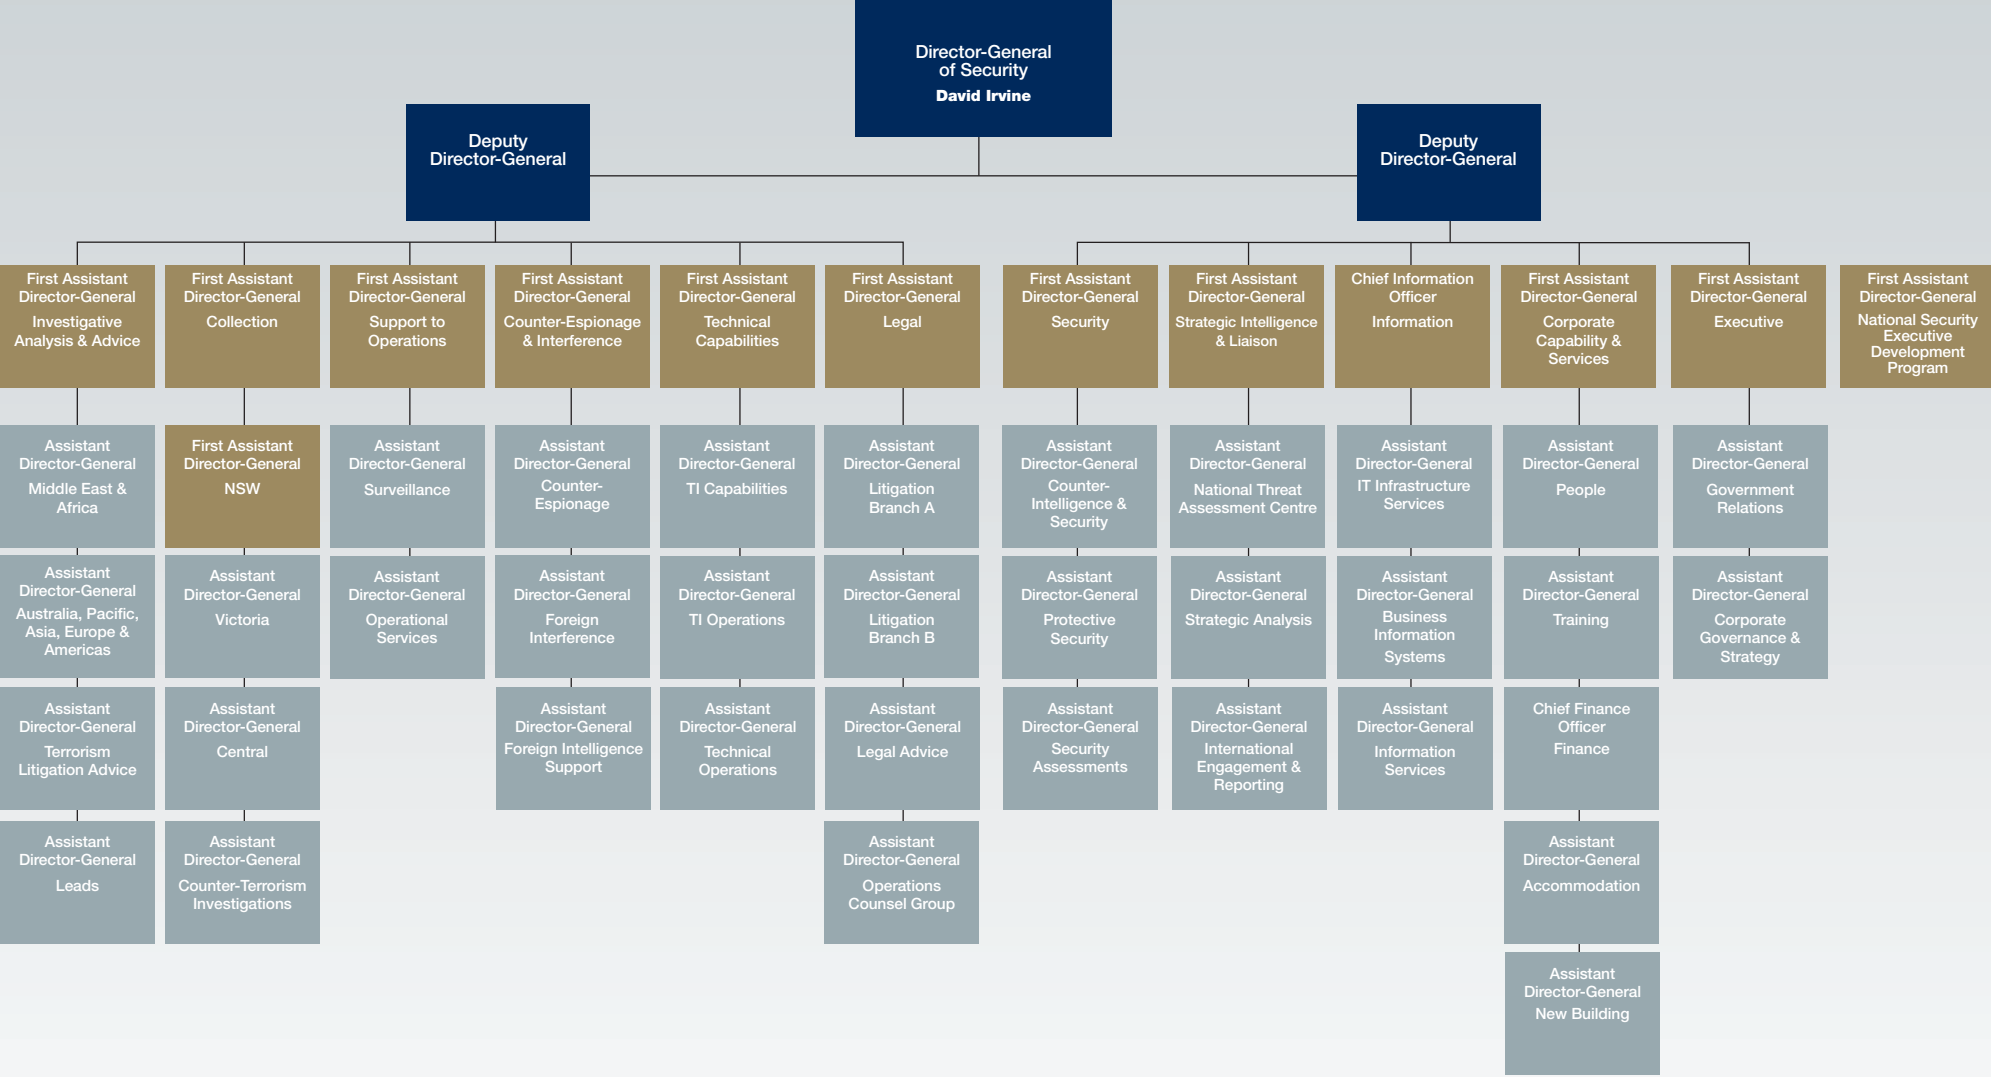 Director-General
of Security
David Irvine
Deputy
Director-General
Deputy
Director-General
First Assistant
Director-General
Investigative
Analysis & Advice
First Assistant
Director-General
Collection
First Assistant
Director-General
Support to
Operations
First Assistant
Director-General
Counter-Espionage
& Interference
First Assistant
Director-General
Technical
Capabilities
First Assistant
Director-General
Legal
First Assistant
Director-General
Security
First Assistant
Director-General
Strategic Intelligence
& Liaison
Chief Information
Officer
Information
First Assistant
Director-General
Corporate
Capability &
Services
First Assistant
Director-General
Executive
First Assistant
Director-General
National Security
Executive
Development
Program
Assistant
Director-General
Middle East &
Africa
First Assistant
Director-General
NSW
Assistant
Director-General
Surveillance
Assistant
Director-General
Counter-
Espionage
Assistant
Director-General
TI Capabilities
Assistant
Director-General
Litigation
Branch A
Assistant
Director-General
Counter-
Intelligence &
Security
Assistant
Director-General
National Threat
Assessment Centre
Assistant
Director-General
IT Infrastructure
Services
Assistant
Director-General
People
Assistant
Director-General
Government
Relations
Assistant
Director-General
Australia, Pacific,
Asia, Europe &
Americas
Assistant
Director-General
Victoria
Assistant
Director-General
Operational
Services
Assistant
Director-General
Foreign
Interference
Assistant
Director-General
TI Operations
Assistant
Director-General
Litigation
Branch B
Assistant
Director-General
Protective
Security
Assistant
Director-General
Strategic Analysis
Assistant
Director-General
Business
Information
Systems
Assistant
Director-General
Training
Assistant
Director-General
Corporate
Governance &
Strategy
Assistant
Director-General
Terrorism
Litigation Advice
Assistant
Director-General
Central
Assistant
Director-General
Foreign Intelligence
Support
Assistant
Director-General
Technical
Operations
Assistant
Director-General
Legal Advice
Assistant
Director-General
Security
Assessments
Assistant
Director-General
International
Engagement &
Reporting
Assistant
Director-General
Information
Services
Chief Finance
Officer
Finance
Assistant
Director-General
Leads
Assistant
Director-General
Counter-Terrorism
Investigations
Assistant
Director-General
Operations
Counsel Group
Assistant
Director-General
Accommodation
Assistant
Director-General
New Building